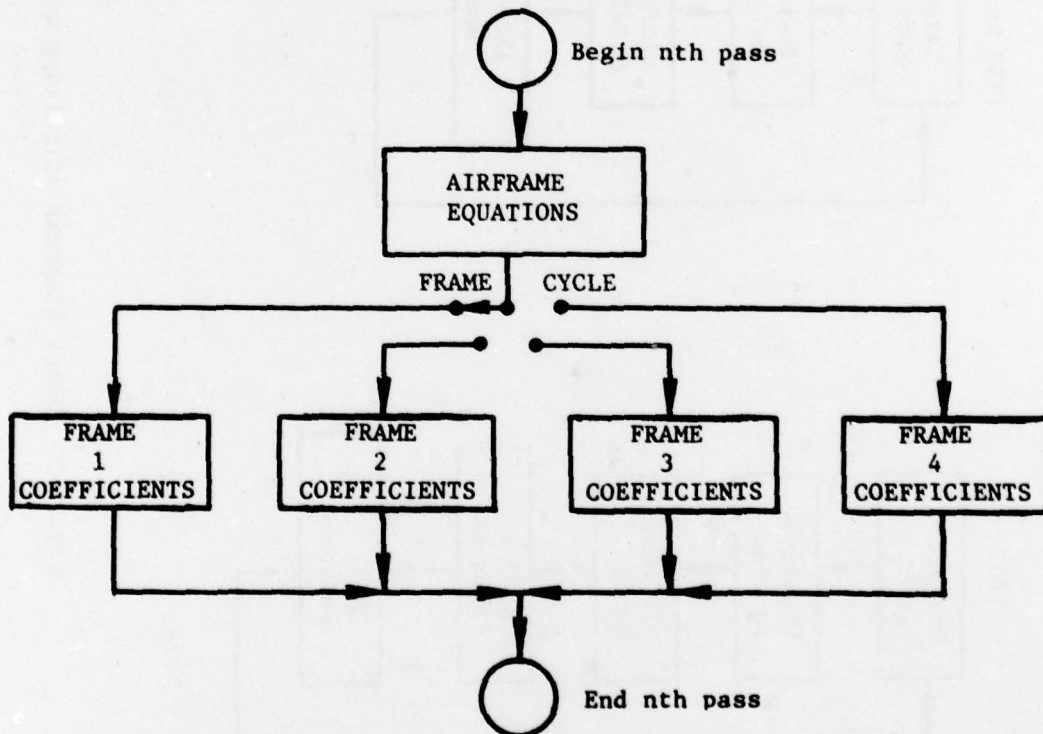 Begin nth pass
AIRFRAME
EQUATIONS
FRAME CYCLE
FRAME
1
COEFFICIENTS
FRAME
2
COEFFICIENTS
FRAME
3
COEFFICIENTS
FRAME
4
COEFFICIENTS
End nth pass